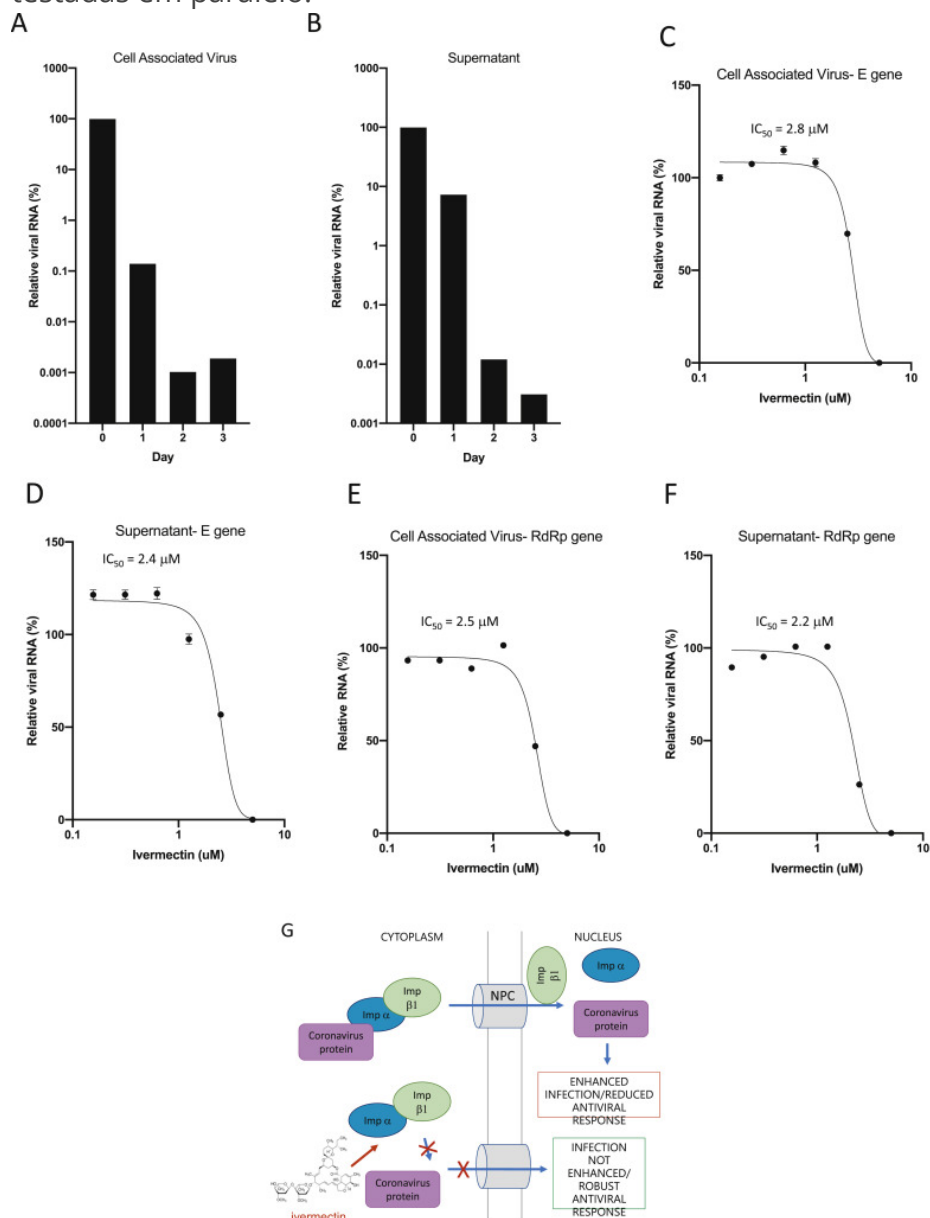 testadas em paralelo.
A
Cell Associated Virus
Relative viral RNA (%)
1000
100
10
1
0.1
0.01
0.001
0.0001
0 1 2 3
Day
B
Supernatant
Relative viral RNA (%)
1000
100
10
1
0.1
0.01
0.001
0 1 2 3
Day
C
Cell Associated Virus- E gene
IC50 = 2.8 μM
Relative viral RNA (%)
150
100
50
0
0.1 1 10
Ivermectin (uM)
D
Supernatant- E gene
IC50 = 2.4 μM
Relative viral RNA (%)
150
100
50
0
0.1 1 10
Ivermectin (uM)
E
Cell Associated Virus- RdRp gene
IC50 = 2.5 μM
Relative RNA (%)
150
100
50
0
0.1 1 10
Ivermectin (uM)
F
Supernatant- RdRp gene
IC50 = 2.2 μM
Relative viral RNA (%)
150
100
50
0
0.1 1 10
Ivermectin (uM)
G
CYTOPLASM
NUCLEUS
Imp
β1
Imp α
Coronavirus
protein
NPC
Imp
β1
Imp α
Coronavirus
protein
ENHANCED
INFECTION/REDUCED
ANTIVIRAL
RESPONSE
Imp
β1
Imp α
Coronavirus
protein
INFECTION
NOT
ENHANCED/
ROBUST
ANTIVIRAL
RESPONSE
ivermectin